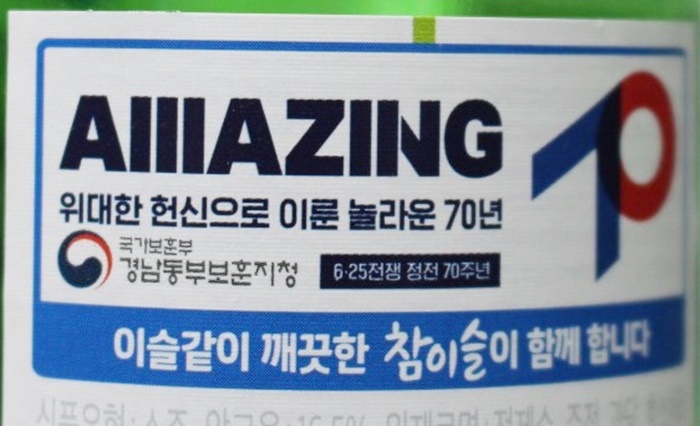 AIIIAZING
70
위대한 헌신으로 이룬 놀라운 70년
국가보훈부
경남동부보훈지청
6·25전쟁 정전 70주년
이슬같이 깨끗한 참이슬이 함께 합니다